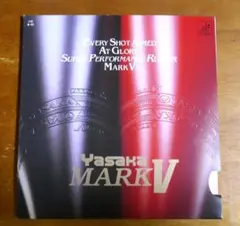 EVERY SHOT AIMED
AT GLORY
SUPER PERFORMANCE RUBBER
MARK V
Yasaka
MARK V